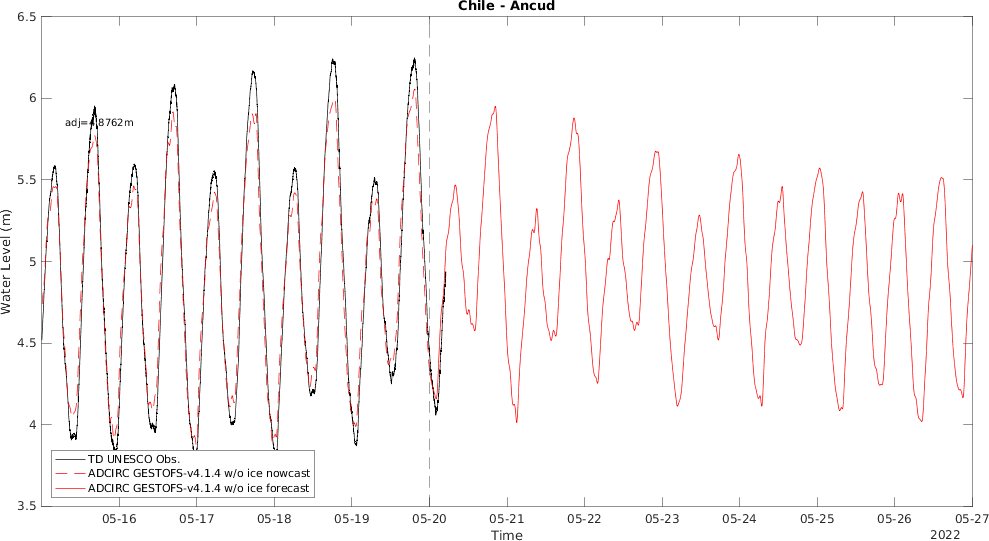 Chile - Ancud
6.5
6
5.5
5
4.5
4
3.5
Water Level (m)
adj=4.8762m
TD UNESCO Obs.
ADCIRC GESTOFS-v4.1.4 w/o ice nowcast
ADCIRC GESTOFS-v4.1.4 w/o ice forecast
05-16 05-17 05-18 05-19 05-20 05-21 05-22 05-23 05-24 05-25 05-26 05-27
Time
2022